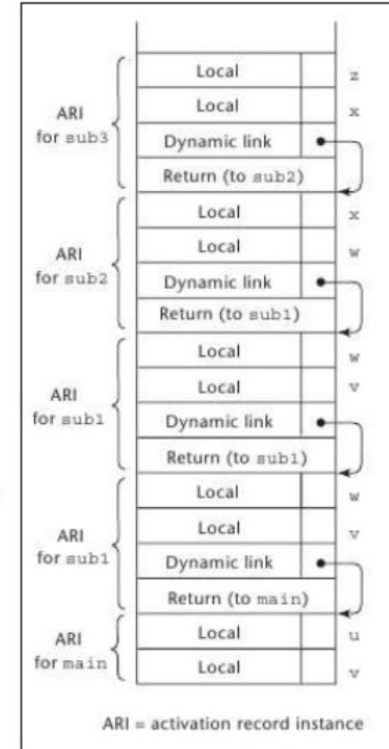 Local z
ARI
for sub3
Local x
Dynamic link
Return (to sub2)
Local x
ARI
for sub2
Local w
Dynamic link
Return (to sub1)
Local w
ARI
for sub1
Local v
Dynamic link
Return (to sub1)
Local w
ARI
for sub1
Local v
Dynamic link
Return (to main)
ARI
for main
Local u
Local v
ARI = activation record instance